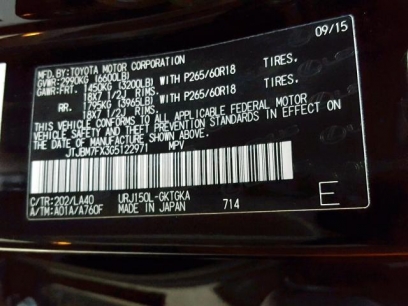 09/15
MFD.BY:TOYOTA MOTOR CORPORATION
GVWR:2990KG (6600LB)
GAWR:FRT. 1450KG (3200LB) WITH P265/60R18 TIRES.
18X7 1/2J RIMS.
RR. 1795KG (3965LB) WITH P265/60R18 TIRES.
18X7 1/2J RIMS.
THIS VEHICLE CONFORMS TO ALL APPLICABLE FEDERAL MOTOR
VEHICLE SAFETY AND THEFT PREVENTION STANDARDS IN EFFECT ON
THE DATE OF MANUFACTURE SHOWN ABOVE.
JTJBM7FX3G5122971 MPV
C/TR:202/LA40 URJ150L-GKTGKA
A/TM:A01A/A760F MADE IN JAPAN 714
E